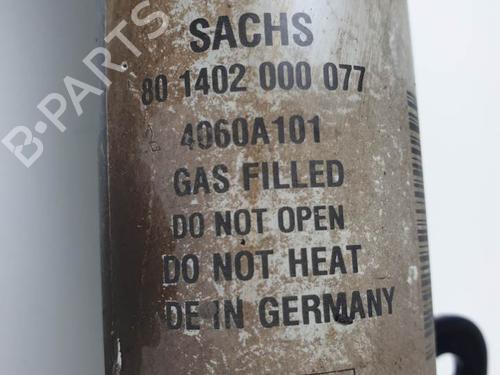 SACHS
80 1402 000 077
4060A101
GAS FILLED
DO NOT OPEN
DO NOT HEAT
DE IN GERMANY
B-PARTS